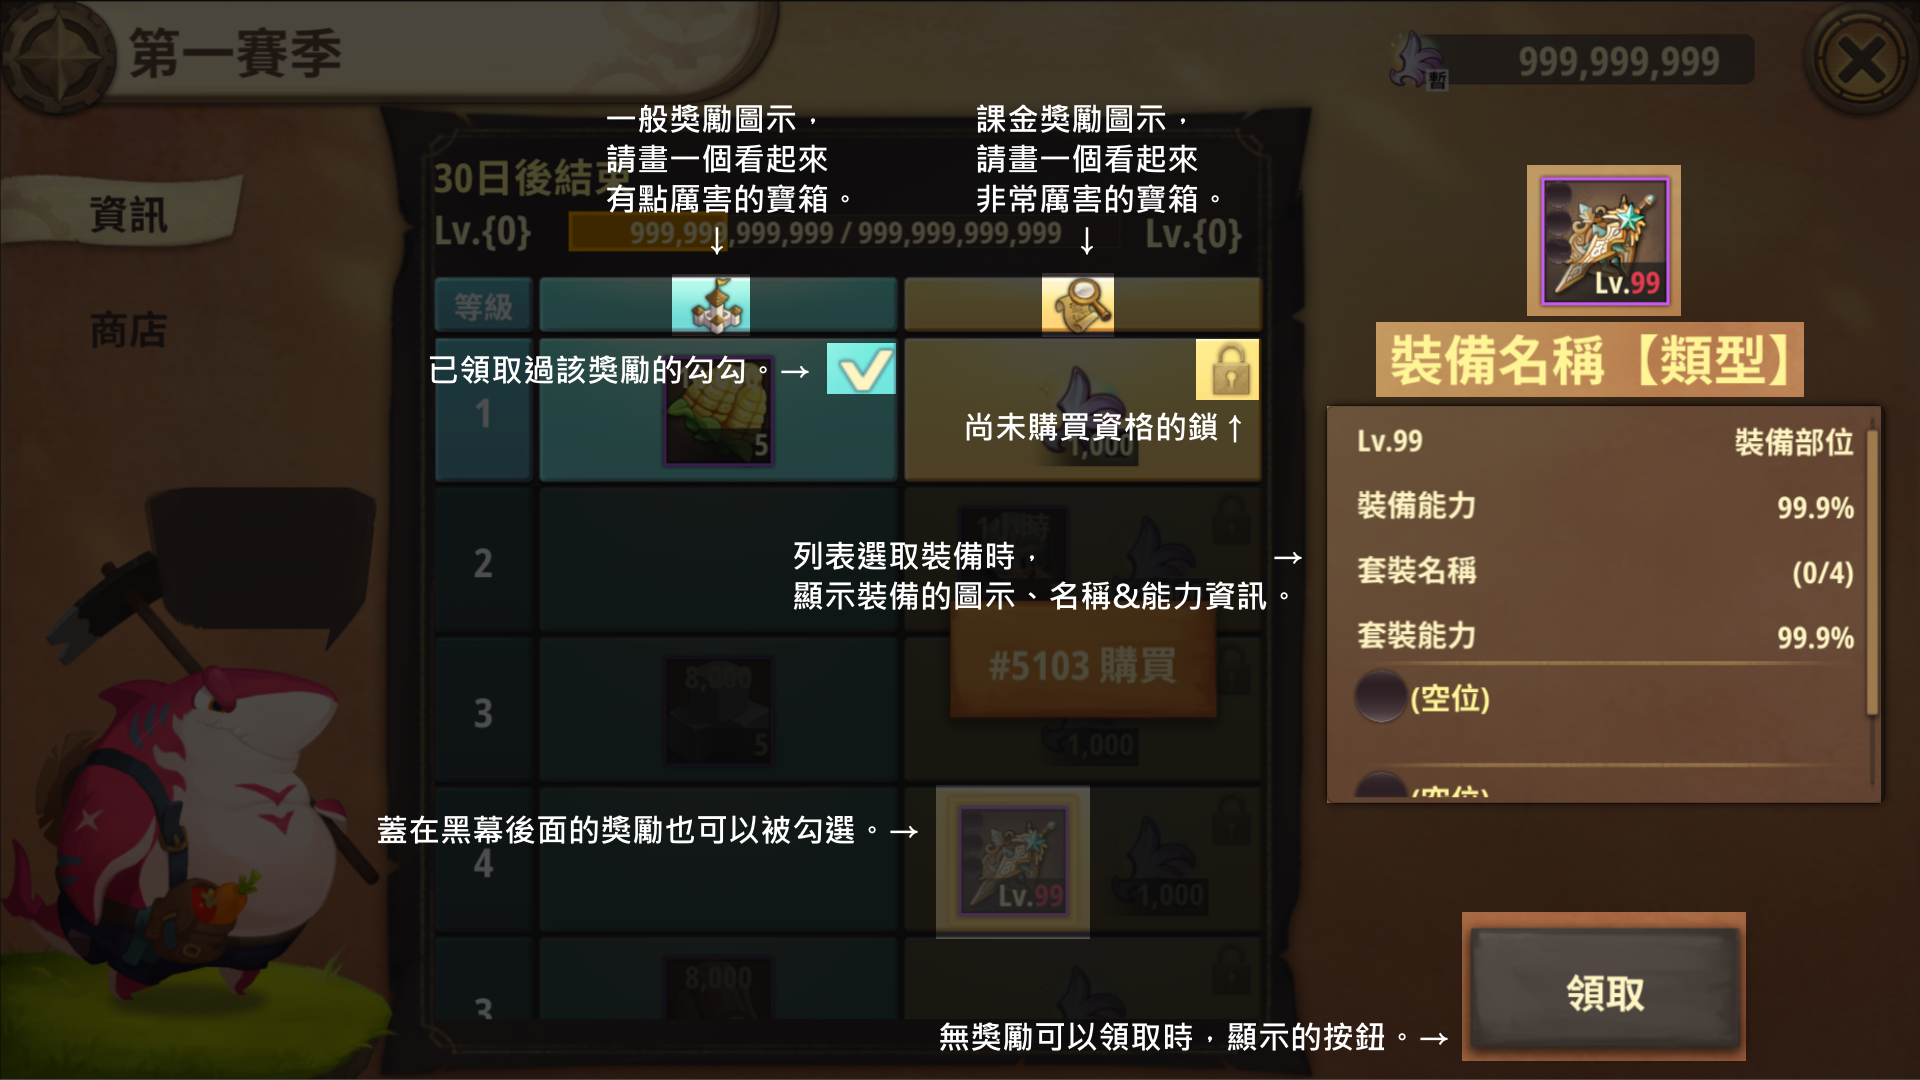 第一賽季
暫
999,999,999
一般獎勵圖示，
請畫一個看起來
有點厲害的寶箱。
↓
課金獎勵圖示，
請畫一個看起來
非常厲害的寶箱。
↓
30日後結束
Lv.{0}
999,999,999,999 / 999,999,999,999
Lv.{0}
資訊
商店
等級
已領取過該獎勵的勾勾。→
1
5
1,000
尚未購買資格的鎖↑
2
列表選取裝備時，
顯示裝備的圖示、名稱&能力資訊。
→
#5103 購買
3
8,000
5
1,000
蓋在黑幕後面的獎勵也可以被勾選。→
4
Lv.99
1,000
3
8,000
無獎勵可以領取時，顯示的按鈕。→
Lv.99
裝備名稱【類型】
Lv.99
裝備部位
裝備能力
99.9%
套裝名稱
(0/4)
套裝能力
99.9%
(空位)
(空位)
領取